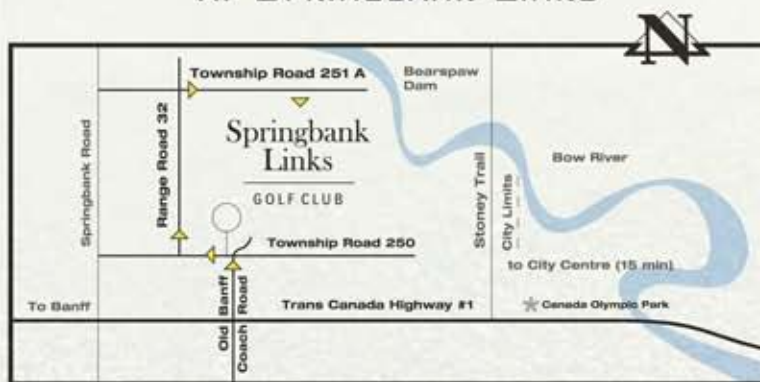 N
Township Road 251 A
Bearspaw
Dam
Springbank Road
Range Road 32
Springbank
Links
GOLF CLUB
Stoney Trail
City Limits
Bow River
Township Road 250
to City Centre (15 min)
To Banff
Old Banff
Coach Road
Trans Canada Highway #1
Canada Olympic Park